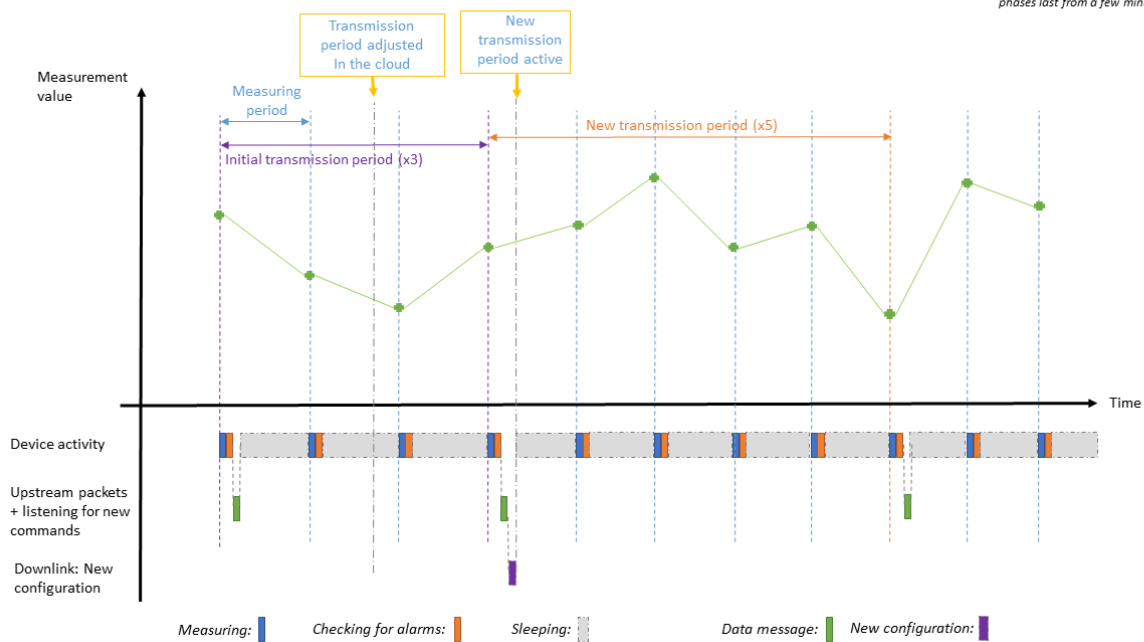 phases last from a few min
Transmission
period adjusted
In the cloud
New
transmission
period active
Measurement
value
Measuring
period
New transmission period (x5)
Initial transmission period (x3)
Time
Device activity
Upstream packets
+ listening for new
commands
Downlink: New
configuration
Measuring:
Checking for alarms:
Sleeping:
Data message:
New configuration: